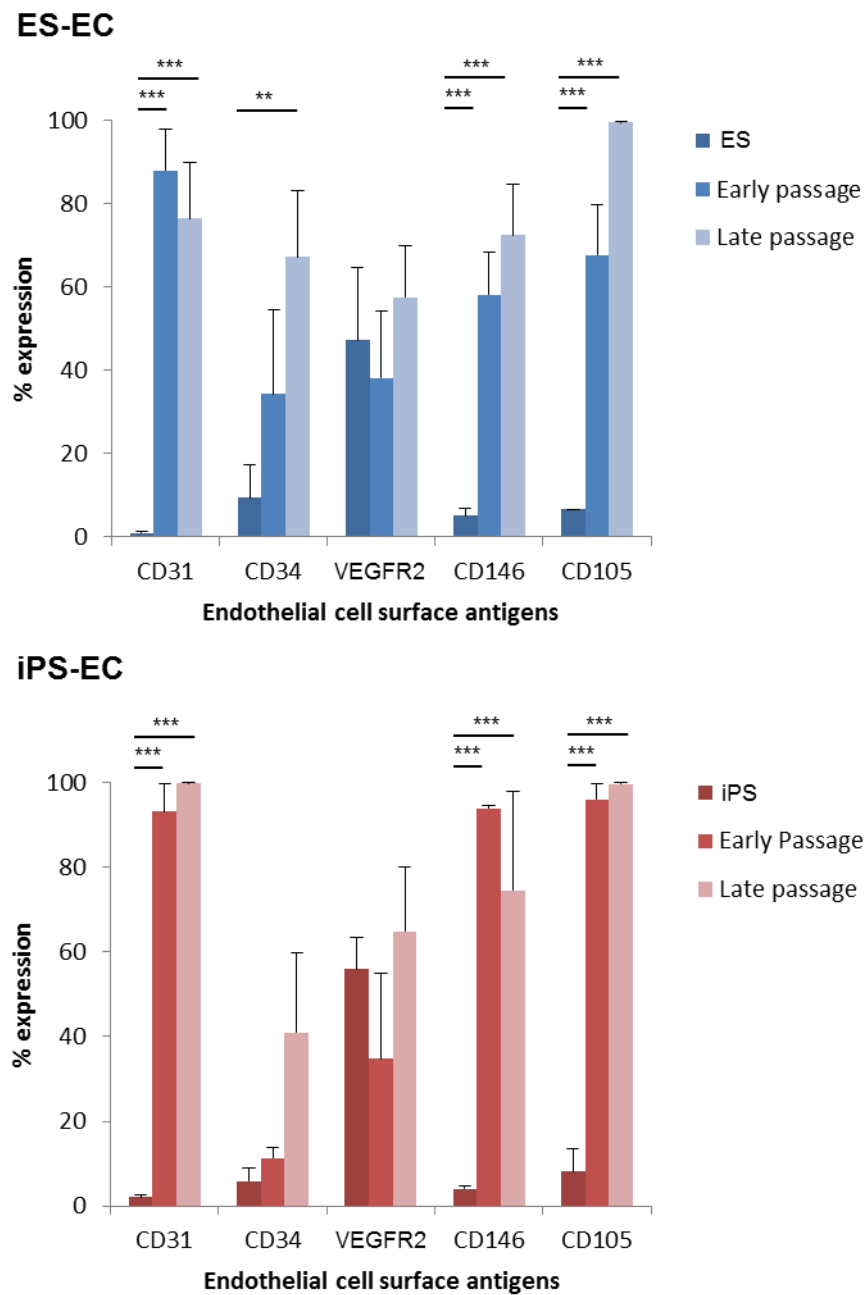 ES-EC
*** *** ***
*** ** *** ***
100
80
60
40
20
0
% expression
ES
Early passage
Late passage
CD31 CD34 VEGFR2 CD146 CD105
Endothelial cell surface antigens
iPS-EC
*** *** ***
*** *** ***
100
80
60
40
20
0
% expression
iPS
Early Passage
Late passage
CD31 CD34 VEGFR2 CD146 CD105
Endothelial cell surface antigens